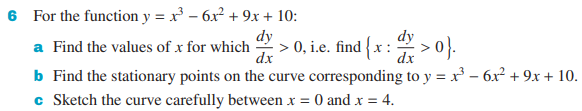 6 For the function y = x³ – 6x² + 9x + 10:
a Find the values of x for which dy/dx > 0, i.e. find {x : dy/dx > 0}.
b Find the stationary points on the curve corresponding to y = x³ – 6x² + 9x + 10.
c Sketch the curve carefully between x = 0 and x = 4.